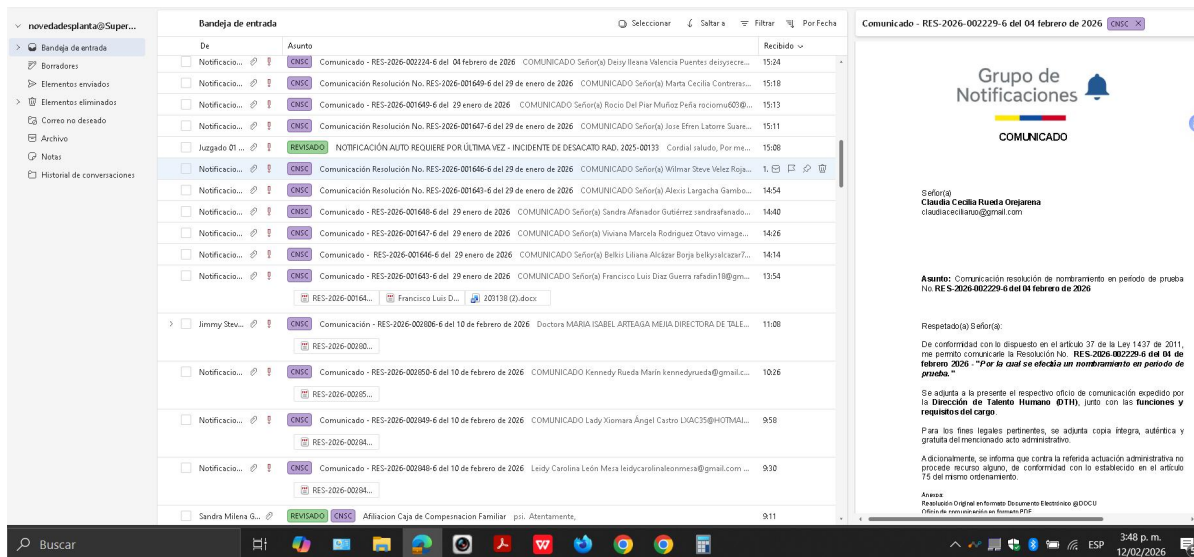 novedadesplanta@Super...
Bandeja de entrada
Borradores
Elementos enviados
Elementos eliminados
Correo no deseado
Archivo
Notas
Historial de conversaciones
Bandeja de entrada Seleccionar Saltar a Filtrar Por Fecha
De Asunto Recibido
Notificacio... CNSC Comunicado - RES-2026-002224-6 del 04 febrero de 2026 COMUNICADO Señor(a) Deisy Ileana Valencia Puentes deisysecre... 15:24
Notificacio... CNSC Comunicación Resolución No. RES-2026-001649-6 del 29 de enero de 2026 COMUNICADO Señor(a) Marta Cecilia Contreras... 15:18
Notificacio... CNSC Comunicado - RES-2026-001649-6 del 29 enero de 2026 COMUNICADO Señor(a) Rocio Del Pilar Muñoz Peña rociomu603@... 15:13
Notificacio... CNSC Comunicación Resolución No. RES-2026-001647-6 del 29 de enero de 2026 COMUNICADO Señor(a) Jose Efren Latorre Suare... 15:11
Juzgado 01 ... REVISADO NOTIFICACIÓN AUTO REQUIERE POR ÚLTIMA VEZ - INCIDENTE DE DESACATO RAD. 2025-00133 Cordial saludo, Por me... 15:08
Notificacio... CNSC Comunicación Resolución No. RES-2026-001646-6 del 29 de enero de 2026 COMUNICADO Señor(a) Wilmar Steve Velez Roja... 1.
Notificacio... CNSC Comunicación Resolución No. RES-2026-001643-6 del 29 de enero de 2026 COMUNICADO Señor(a) Alexis Largacha Gambo... 14:54
Notificacio... CNSC Comunicado - RES-2026-001648-6 del 29 enero de 2026 COMUNICADO Señor(a) Sandra Afanador Gutiérrez sandraafanado... 14:40
Notificacio... CNSC Comunicado - RES-2026-001647-6 del 29 enero de 2026 COMUNICADO Señor(a) Viviana Marcela Rodriguez Otavo vimage... 14:26
Notificacio... CNSC Comunicado - RES-2026-001646-6 del 29 enero de 2026 COMUNICADO Señor(a) Belkis Liliana Alcázar Borja belkysalcazar7... 14:14
Notificacio... CNSC Comunicado - RES-2026-001643-6 del 29 enero de 2026 COMUNICADO Señor(a) Francisco Luis Diaz Guerra rafadin18@gm... 13:54
RES-2026-00164... Francisco Luis D... 203138 (2).docx
Jimmy Stev... CNSC Comunicación - RES-2026-002806-6 del 10 de febrero de 2026 Doctora MARIA ISABEL ARTEAGA MEJIA DIRECTORA DE TALE... 11:08
RES-2026-00280...
Notificacio... CNSC Comunicado - RES-2026-002850-6 del 10 de febrero de 2026 COMUNICADO Kennedy Rueda Marín kennedyrueda@gmail.c... 10:26
RES-2026-00285...
Notificacio... CNSC Comunicado - RES-2026-002849-6 del 10 de febrero de 2026 COMUNICADO Lady Xiomara Ángel Castro LXAC35@HOTMAI... 9:58
RES-2026-00284...
Notificacio... CNSC Comunicado - RES-2026-002848-6 del 10 de febrero de 2026 Leidy Carolina León Mesa leidycarolinaleonmesa@gmail.com ... 9:30
RES-2026-00284...
Sandra Milena G... REVISADO CNSC Afiliacion Caja de Compesnacion Familiar psi. Atentamente, 9:11
Comunicado - RES-2026-002229-6 del 04 febrero de 2026 CNSC ×
Grupo de
Notificaciones
COMUNICADO
Señor(a)
Claudia Cecilia Rueda Orejarena
claudiaceciliaruo@gmail.com
Asunto: Comunicación resolución de nombramiento en período de prueba
No. RES-2026-002229-6 del 04 febrero de 2026
Respetado(a) Señor(a):
De conformidad con lo dispuesto en el artículo 37 de la Ley 1437 de 2011,
me permito comunicarle la Resolución No. RES-2026-002229-6 del 04 de
febrero 2026 - "Por la cual se efectúa un nombramiento en período de
prueba."
Se adjunta a la presente el respectivo oficio de comunicación expedido por
la Dirección de Talento Humano (DTH), junto con las funciones y
requisitos del cargo.
Para los fines legales pertinentes, se adjunta copia íntegra, auténtica y
gratuita del mencionado acto administrativo.
Adicionalmente, se informa que contra la referida actuación administrativa no
procede recurso alguno, de conformidad con lo establecido en el artículo
75 del mismo ordenamiento.
Anexos:
Resolución Original en formato Documento Electrónico @DOCU
Oficio de comunicación en formato PDF
Buscar
ESP
3:48 p. m.
12/02/2026